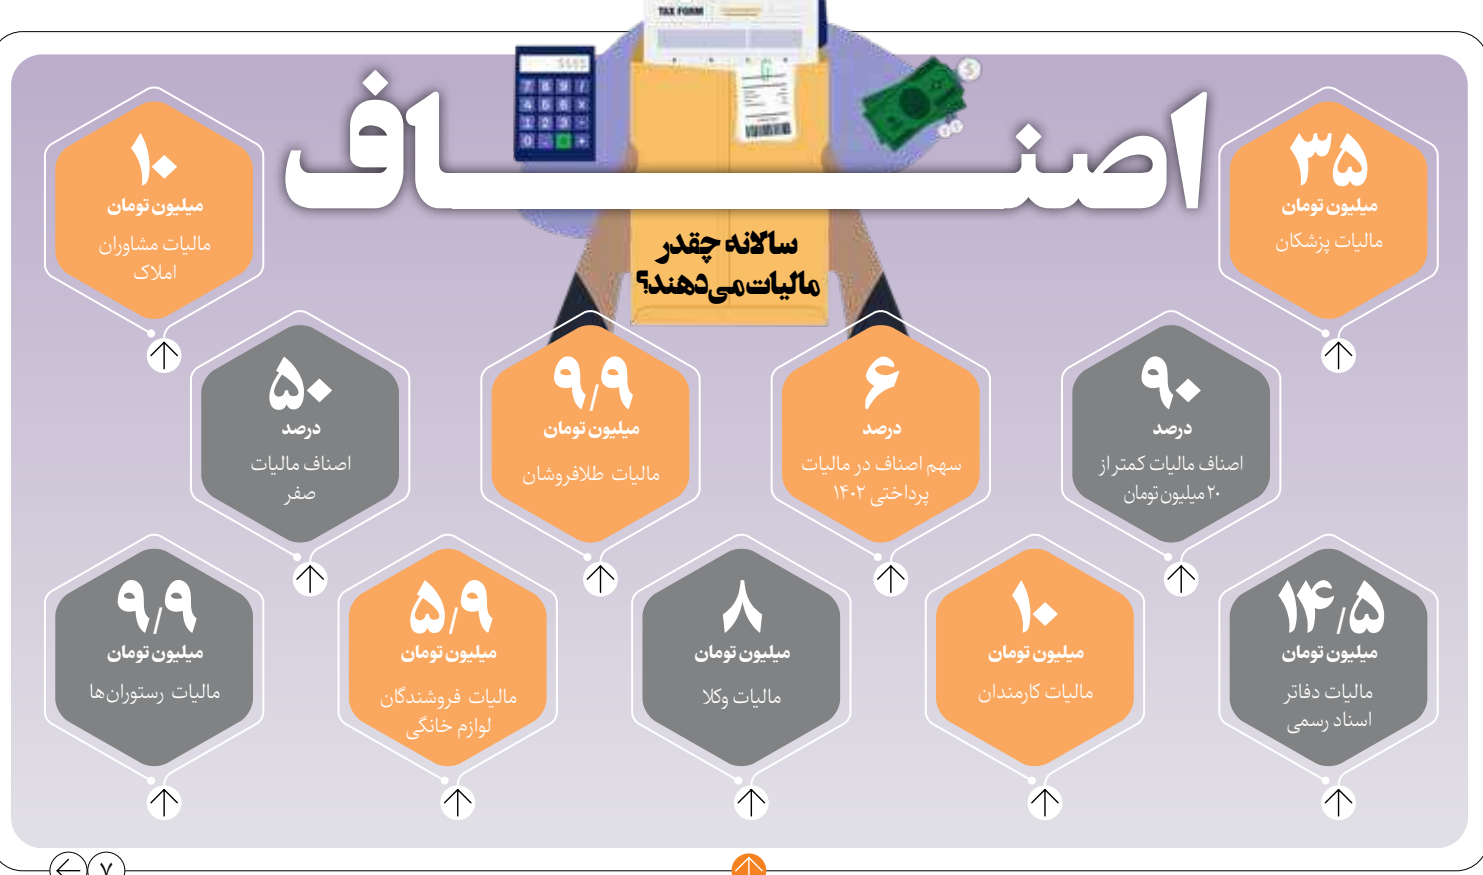 TAX FORM
اصناف
سالانه چقدر
مالیات می‌دهند؟
۳۵
میلیون تومان
مالیات پزشکان
۱۰
میلیون تومان
مالیات مشاوران
املاک
۹۰
درصد
اصناف مالیات کمتر از
۲۰ میلیون تومان
۶
درصد
سهم اصناف در مالیات
پرداختی ۱۴۰۲
۹/۹
میلیون تومان
مالیات طلافروشان
۵۰
درصد
اصناف مالیات
صفر
۱۴/۵
میلیون تومان
مالیات دفاتر
اسناد رسمی
۱۰
میلیون تومان
مالیات کارمندان
۸
میلیون تومان
مالیات وکلا
۵/۹
میلیون تومان
مالیات فروشندگان
لوازم خانگی
۹/۹
میلیون تومان
مالیات رستوران‌ها
۷